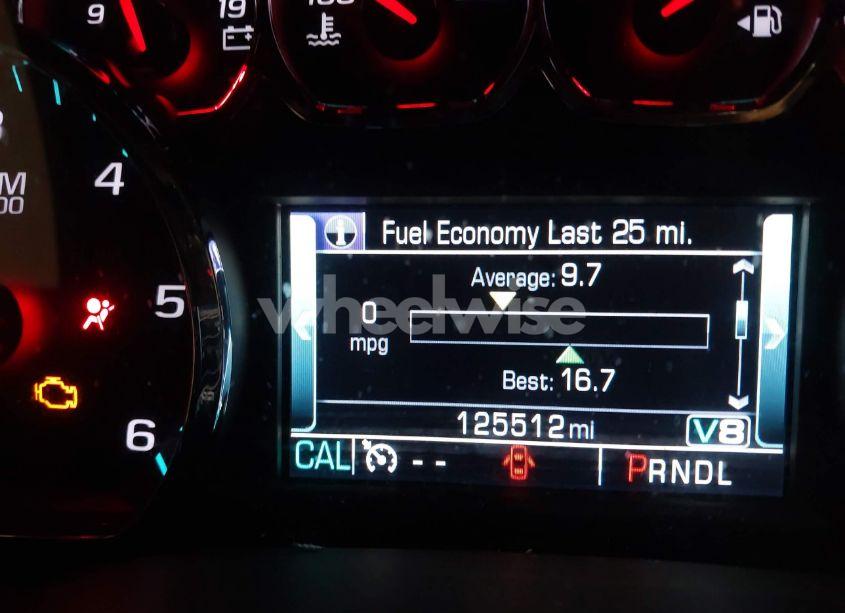 9 19
4
5
6
Fuel Economy Last 25 mi.
Average: 9.7
0
mpg
wheelwise
Best: 16.7
125512 mi V8
CAL -- PRNDL